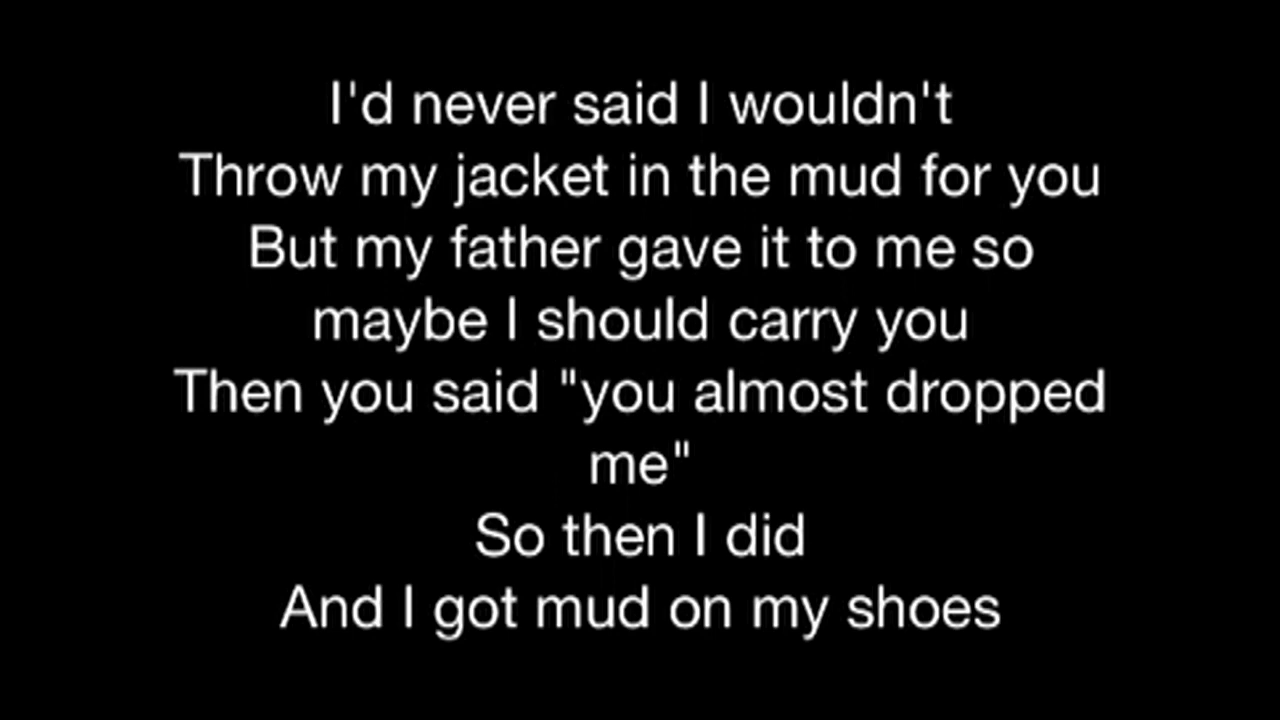 I'd never said I wouldn't
Throw my jacket in the mud for you
But my father gave it to me so
maybe I should carry you
Then you said "you almost dropped
me"
So then I did
And I got mud on my shoes